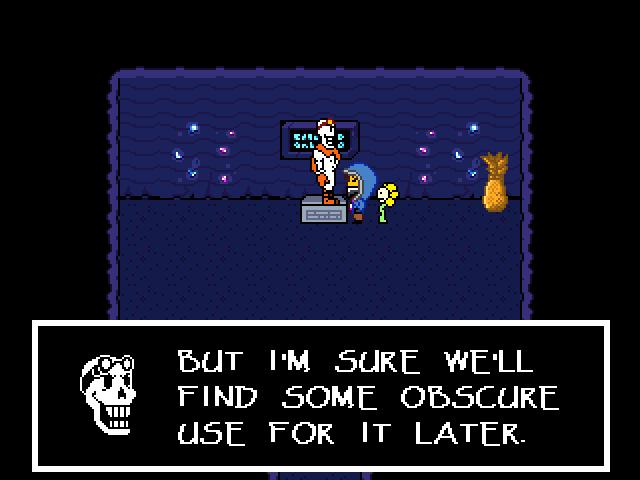 BUT I'M SURE WE'LL
FIND SOME OBSCURE
USE FOR IT LATER.